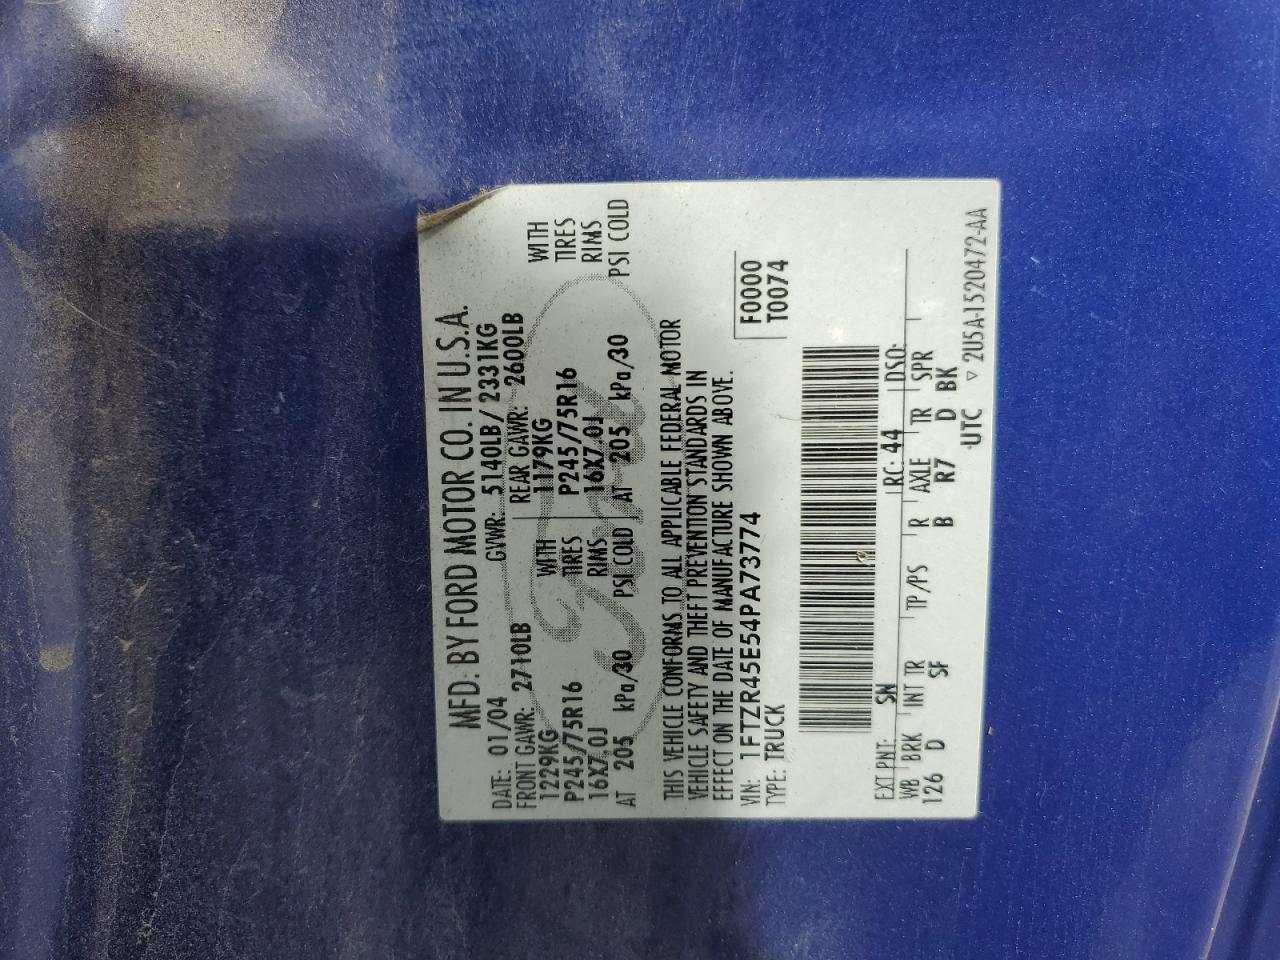 MFD. BY FORD MOTOR CO. IN U.S.A.
DATE: 01/04 GVWR: 5140LB/ 2331KG
FRONT GAWR: 2710LB REAR GAWR: 2600LB
1229KG WITH 1179KG WITH
P245/75R16 TIRES P245/75R16 TIRES
16X7.0J RIMS 16X7.0J RIMS
AT 205 kPa/30 PSI COLD AT 205 kPa/30 PSI COLD
THIS VEHICLE CONFORMS TO ALL APPLICABLE FEDERAL MOTOR
VEHICLE SAFETY AND THEFT PREVENTION STANDARDS IN
EFFECT ON THE DATE OF MANUFACTURE SHOWN ABOVE.
VIN: 1FTZR45E54PA73774 F0000
TYPE: TRUCK T0074
EXT PNT: SN RC: 44 DSO:
WB BRK INT TR TP/PS R AXLE TR SPR
126 D SF B R7 D BK
UTC ▽ 2U5A-1520472-AA
Ford